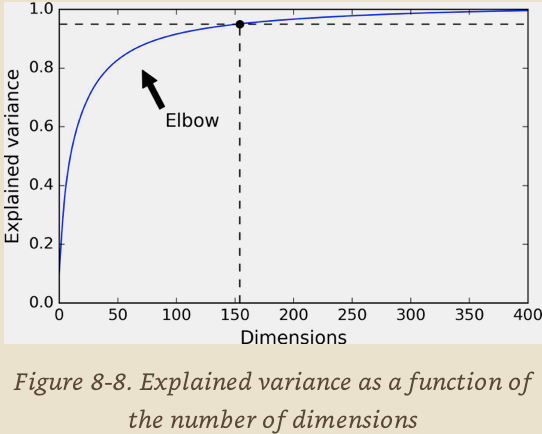 1.0
0.8
0.6
0.4
0.2
0.0
Explained variance
Elbow
0 50 100 150 200 250 300 350 400
Dimensions
Figure 8-8. Explained variance as a function of
the number of dimensions